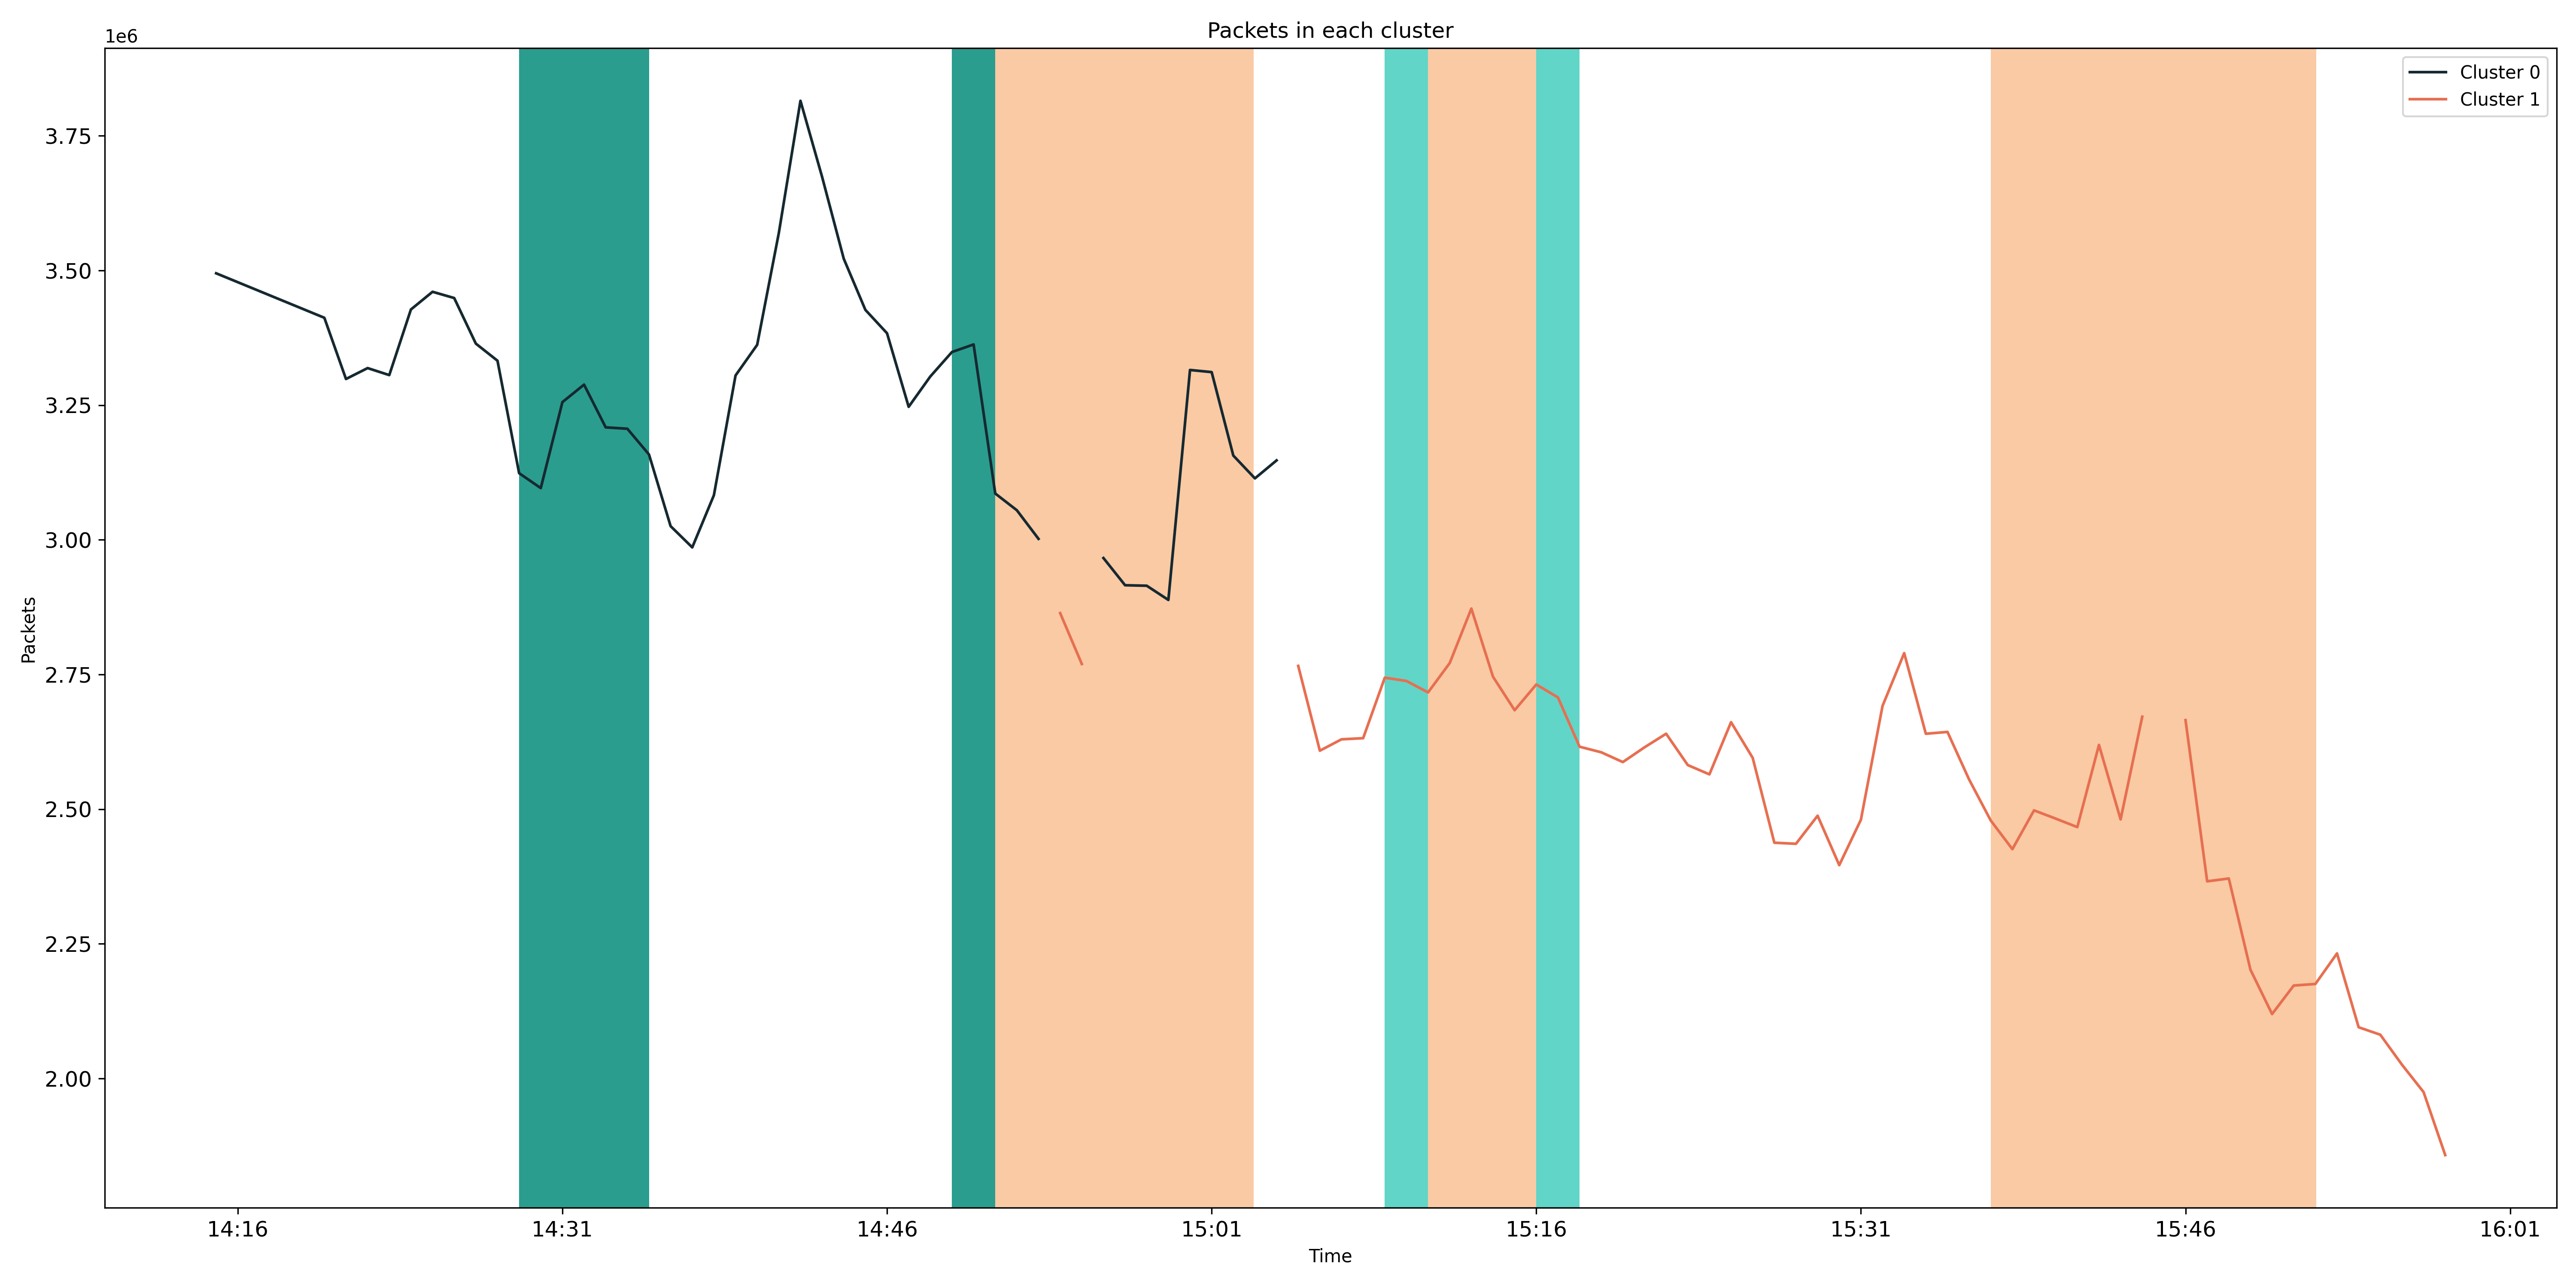 Packets in each cluster
1e6
Cluster 0
Cluster 1
3.75
3.50
3.25
3.00
2.75
2.50
2.25
2.00
Packets
14:16
14:31
14:46
15:01
15:16
15:31
15:46
16:01
Time